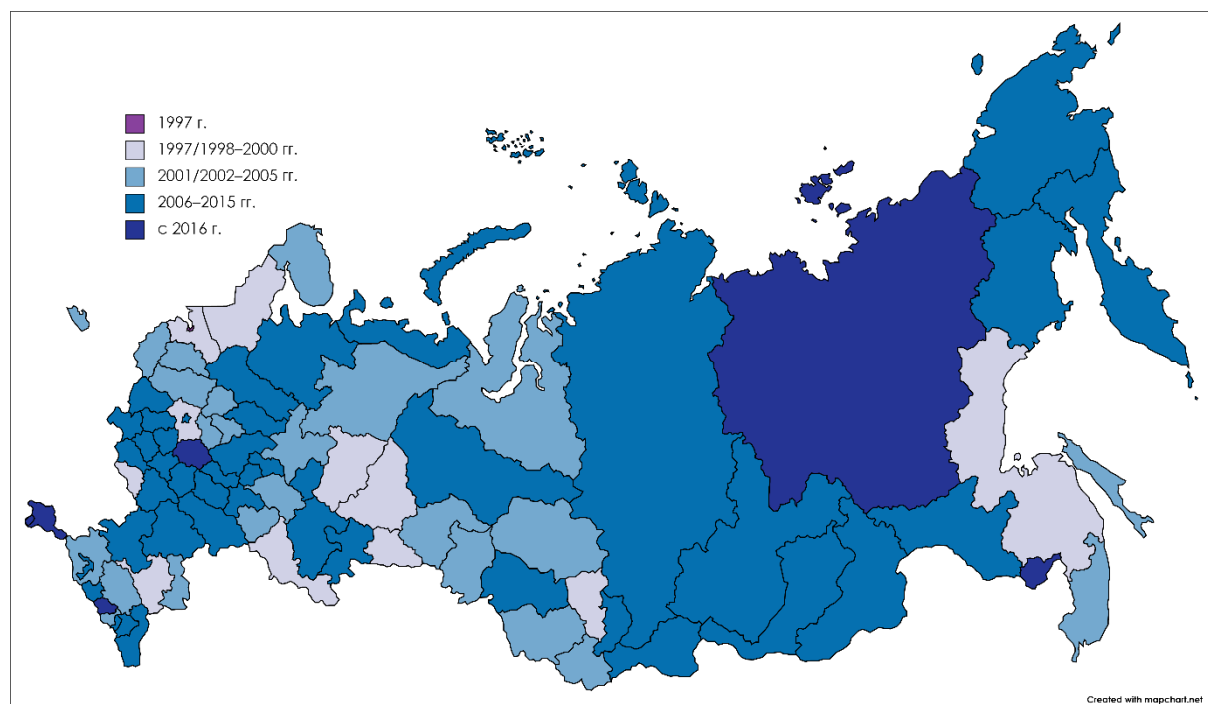 1997 г.
1997/1998–2000 гг.
2001/2002–2005 гг.
2006–2015 гг.
с 2016 г.
Created with mapchart.net